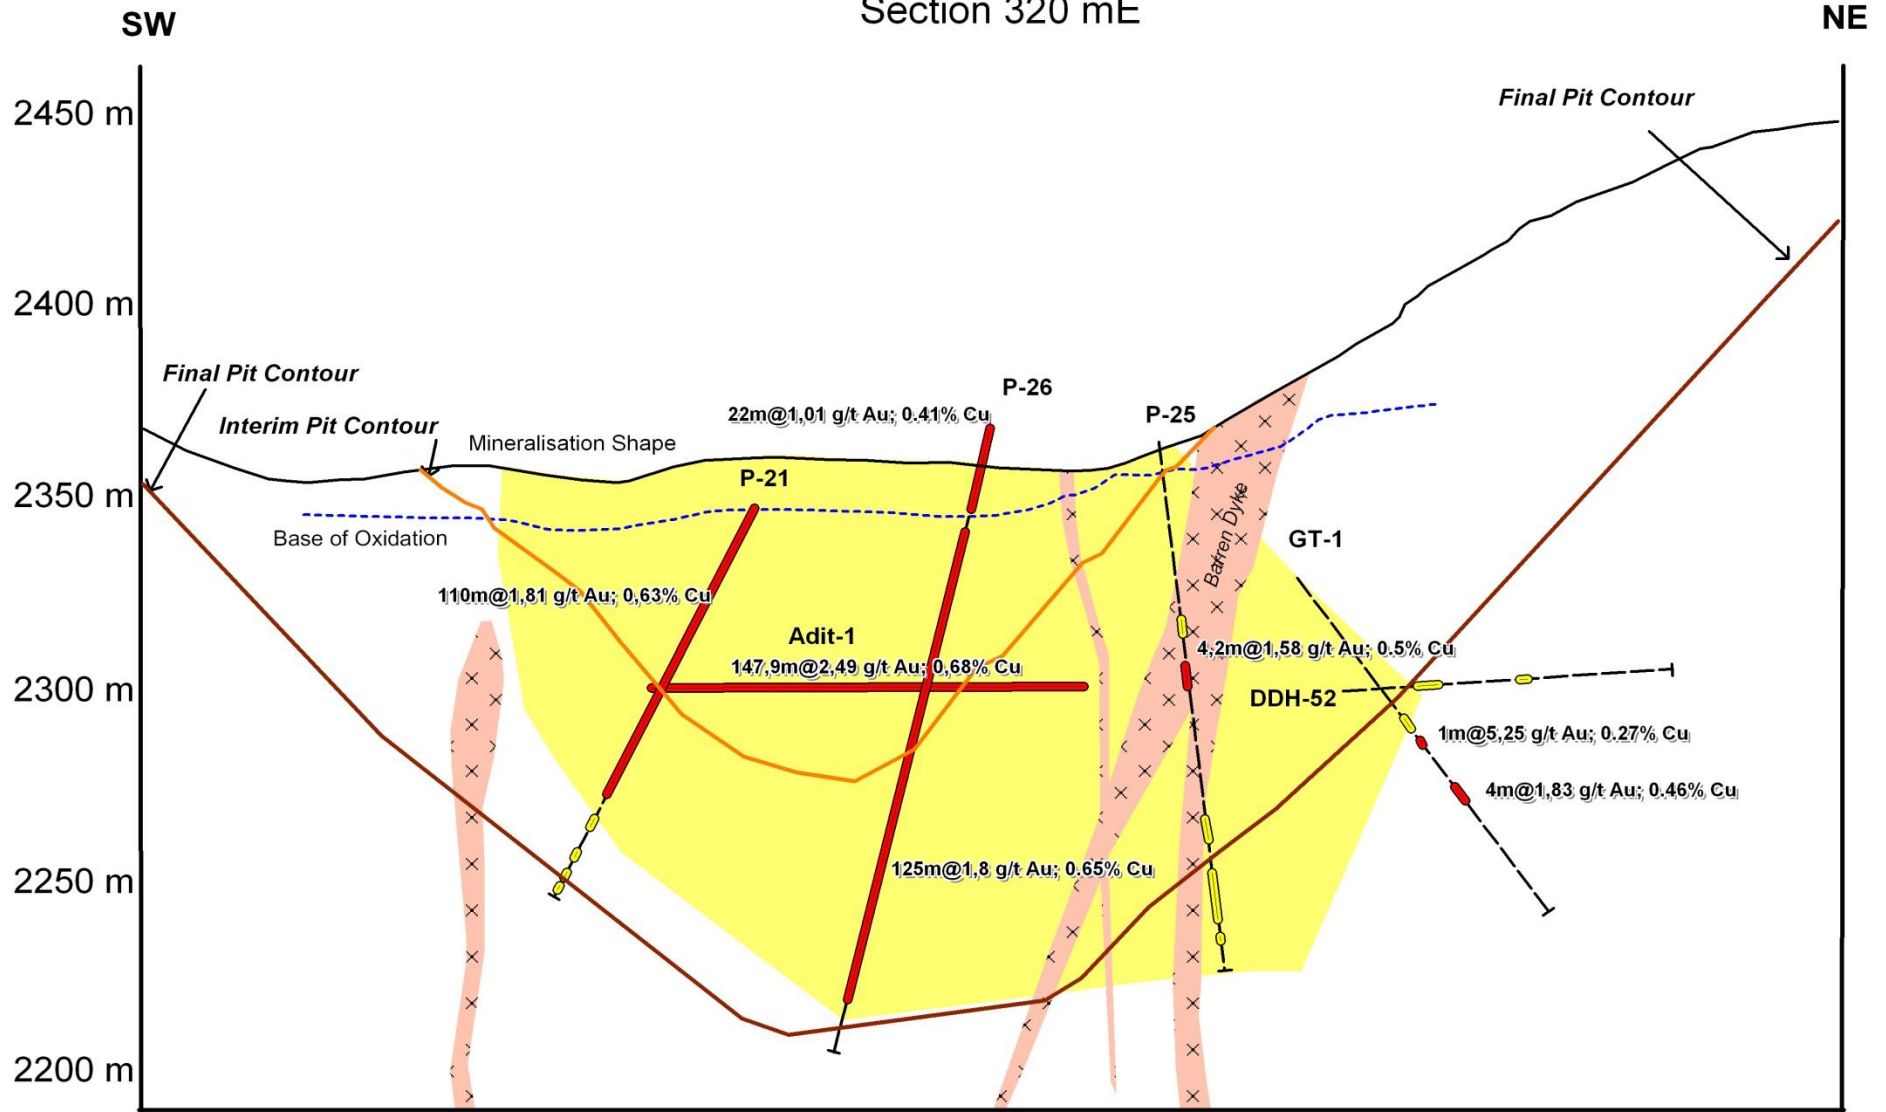 Section 320 mE
SW
NE
2450 m
Final Pit Contour
2400 m
Final Pit Contour
P-26
22m@1,01 g/t Au; 0.41% Cu
P-25
Interim Pit Contour
Mineralisation Shape
P-21
2350 m
Base of Oxidation
Barren Dyke
GT-1
110m@1,81 g/t Au; 0,63% Cu
Adit-1
4,2m@1,58 g/t Au; 0.5% Cu
147,9m@2,49 g/t Au; 0,68% Cu
2300 m
DDH-52
1m@5,25 g/t Au; 0.27% Cu
4m@1,83 g/t Au; 0.46% Cu
125m@1,8 g/t Au; 0.65% Cu
2250 m
2200 m